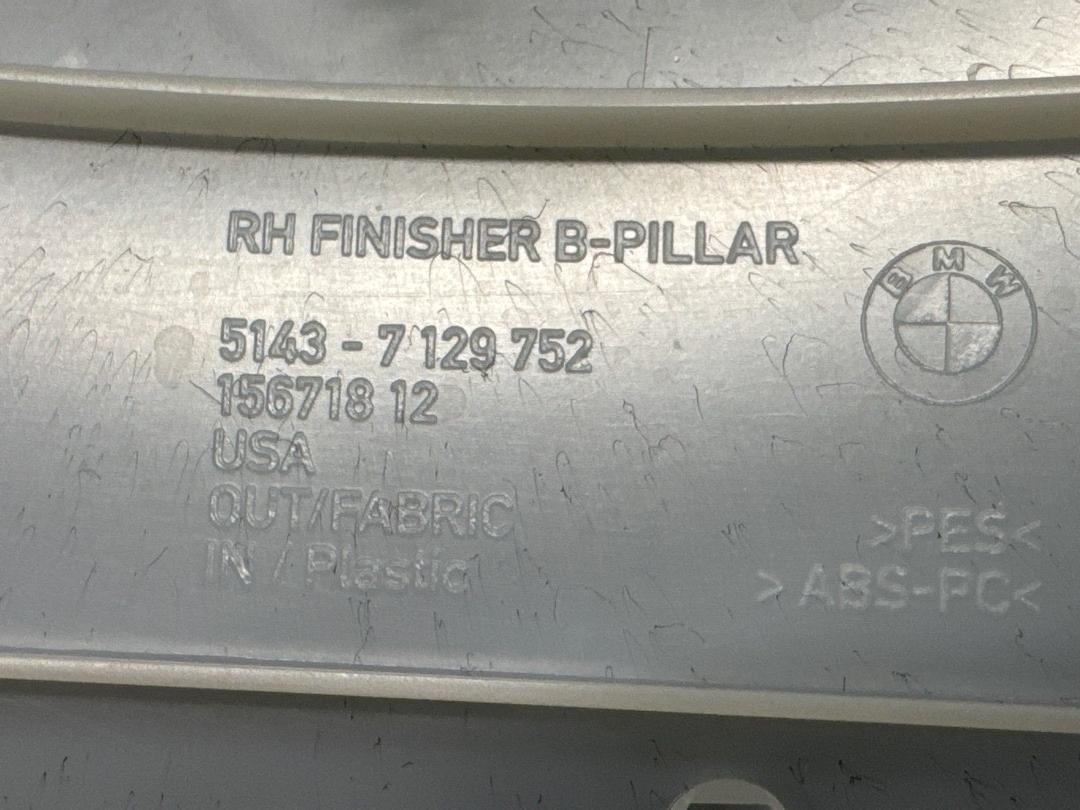 RH FINISHER B-PILLAR
BMW
5143 - 7 129 752
156718 12
USA
OUT/FABRIC
IN / Plastic
>PES<
>ABS-PC<